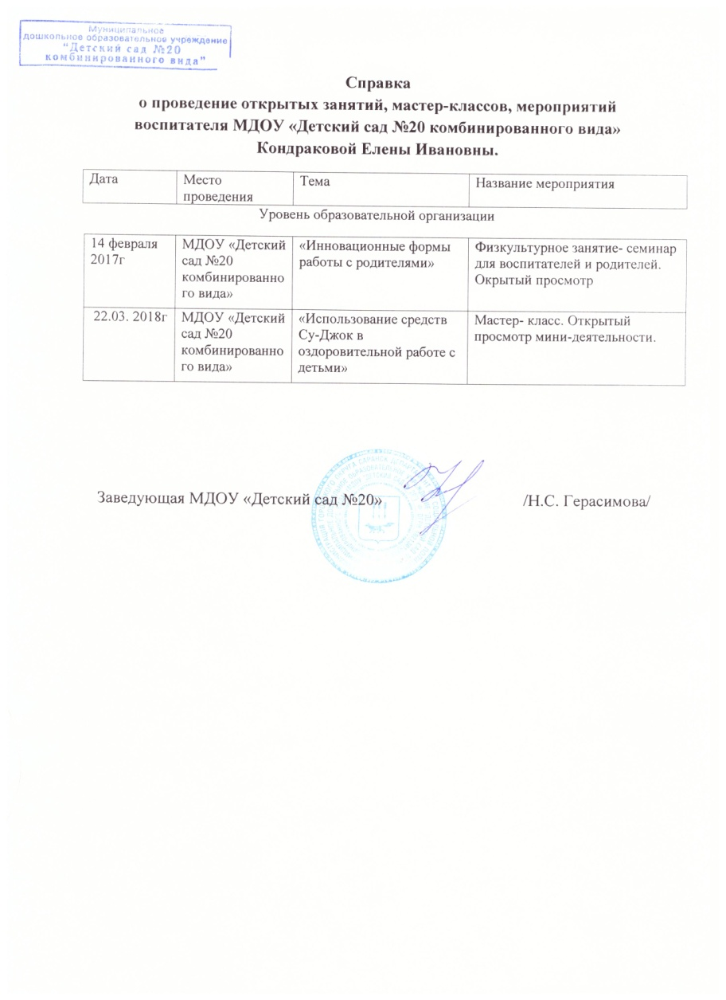 Муниципальное
дошкольное образовательное учреждение
"Детский сад №20
комбинированного вида"
Справка
о проведение открытых занятий, мастер-классов, мероприятий
воспитателя МДОУ «Детский сад №20 комбинированного вида»
Кондраковой Елены Ивановны.
Дата
Место
проведения
Тема
Название мероприятия
Уровень образовательной организации
14 февраля
2017г
МДОУ «Детский
сад №20
комбинированно
го вида»
«Инновационные формы
работы с родителями»
Физкультурное занятие- семинар
для воспитателей и родителей.
Окрытый просмотр
22.03. 2018г
МДОУ «Детский
сад №20
комбинированно
го вида»
«Использование средств
Су-Джок в
оздоровительной работе с
детьми»
Мастер- класс. Открытый
просмотр мини-деятельности.
Заведующая МДОУ «Детский сад №20»
/Н.С. Герасимова/